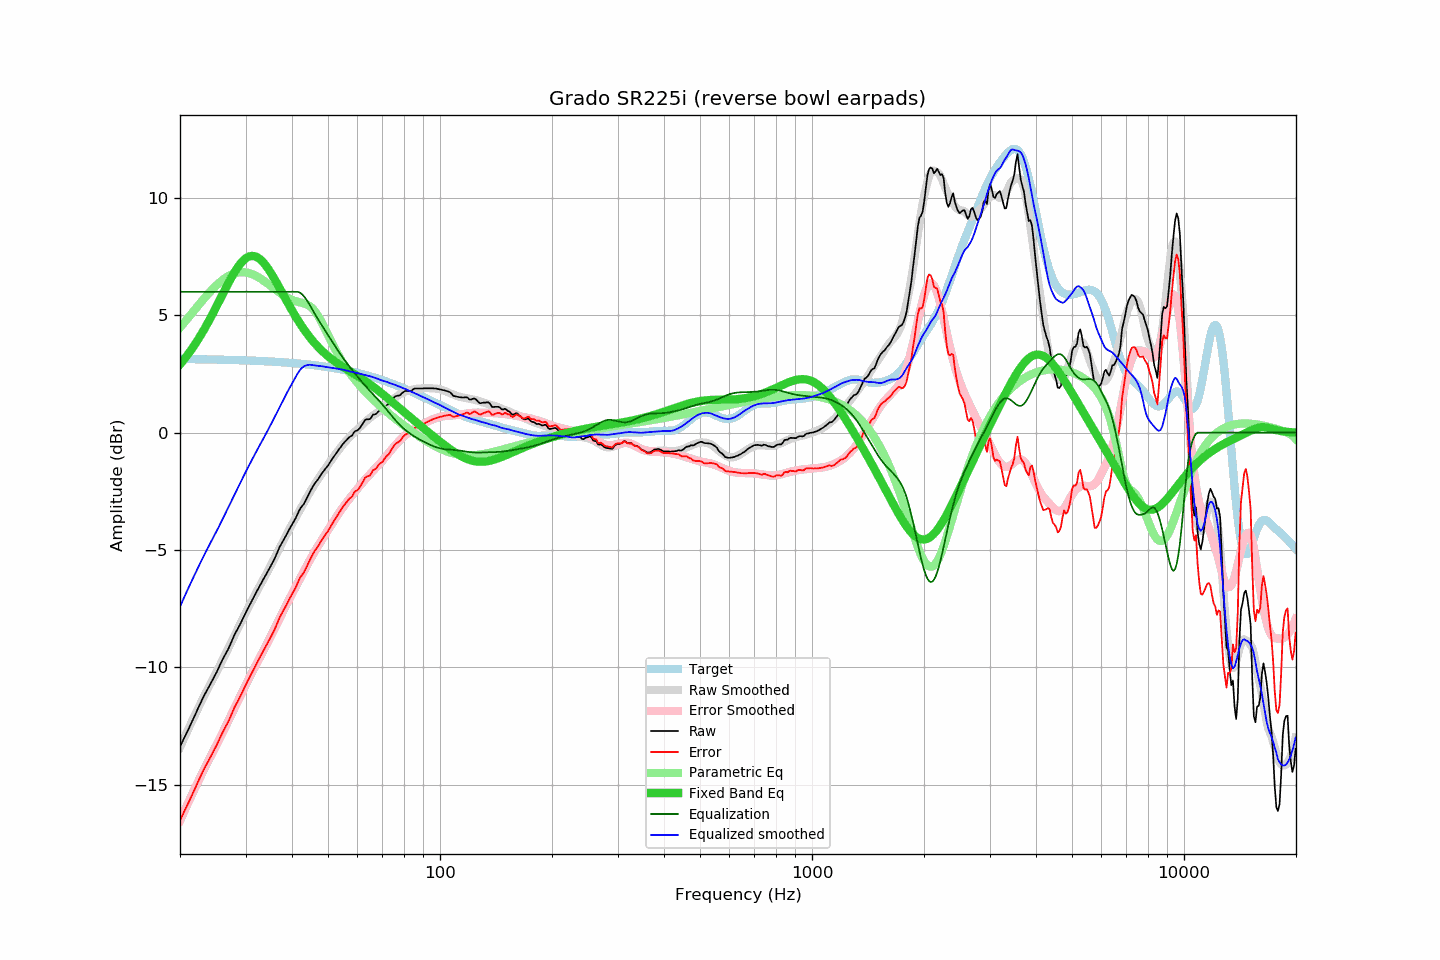 Grado SR225i (reverse bowl earpads)
Amplitude (dBr)
10
5
0
−5
−10
−15
Target
Raw Smoothed
Error Smoothed
Raw
Error
Parametric Eq
Fixed Band Eq
Equalization
Equalized smoothed
100
1000
10000
Frequency (Hz)